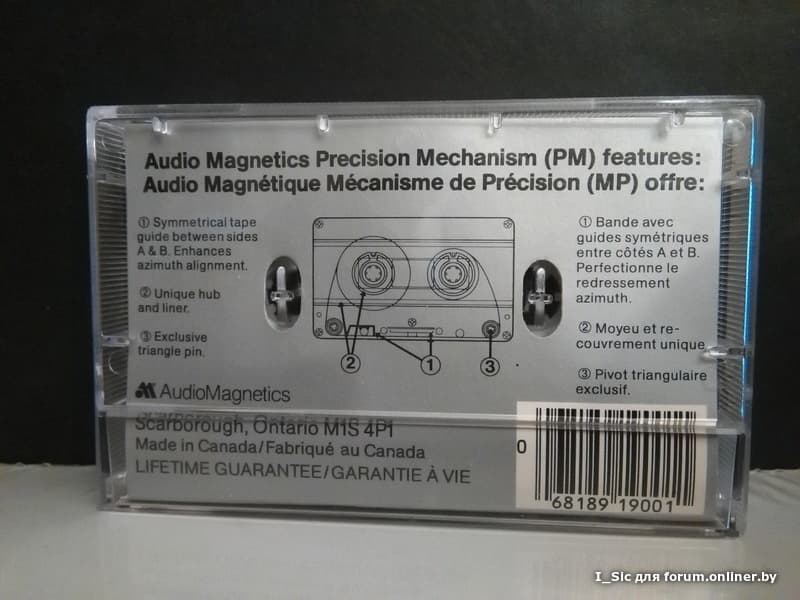 Audio Magnetics Precision Mechanism (PM) features:
Audio Magnétique Mécanisme de Précision (MP) offre:
① Symmetrical tape
guide between sides
A & B. Enhances
azimuth alignment.
② Unique hub
and liner.
③ Exclusive
triangle pin.
② ① ③
① Bande avec
guides symétriques
entre côtés A et B.
Perfectionne le
redressement
azimuth.
② Moyeu et re-
couvrement unique.
③ Pivot triangulaire
exclusif.
AudioMagnetics
Scarborough, Ontario M1S 4P1
Made in Canada/Fabriqué au Canada
LIFETIME GUARANTEE/GARANTIE À VIE
0 68189 19001
I_Sic для forum.onliner.by